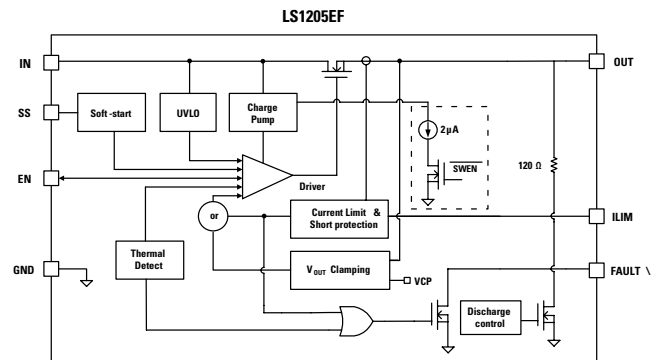 LS1205EF
IN
OUT
SS
Soft-start
UVLO
Charge
Pump
2µA
SWEN
120 Ω
EN
Driver
or
Current Limit &
Short protection
ILIM
Thermal
Detect
VOUT Clamping
VCP
GND
FAULT \
Discharge
control